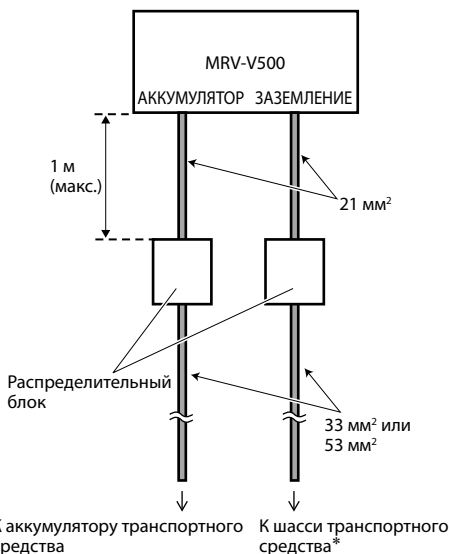 MRV-V500
АККУМУЛЯТОР ЗАЗЕМЛЕНИЕ
1 м
(макс.)
21 мм²
Распределительный
блок
33 мм² или
53 мм²
К аккумулятору транспортного
средства
К шасси транспортного
средства*